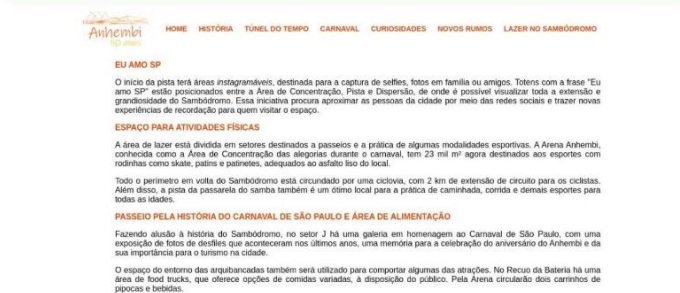 Anhembi
50 anos
HOME HISTÓRIA TÚNEL DO TEMPO CARNAVAL CURIOSIDADES NOVOS RUMOS LAZER NO SAMBÓDROMO
EU AMO SP
O início da pista terá áreas instagramáveis, destinada para a captura de selfies, fotos em família ou amigos. Totens com a frase "Eu
amo SP" estão posicionados entre a Área de Concentração, Pista e Dispersão, de onde é possível visualizar toda a extensão e
grandiosidade do Sambódromo. Essa iniciativa procura aproximar as pessoas da cidade por meio das redes sociais e trazer novas
experiências de recordação para quem visitar o espaço.
ESPAÇO PARA ATIVIDADES FÍSICAS
A área de lazer está dividida em setores destinados a passeios e a prática de algumas modalidades esportivas. A Arena Anhembi,
conhecida como a Área de Concentração das alegorias durante o carnaval, tem 23 mil m² agora destinados aos esportes com
rodinhas como skate, patins e patinetes, adequados ao asfalto liso do local.
Todo o perímetro em volta do Sambódromo está circundado por uma ciclovia, com 2 km de extensão de circuito para os ciclistas.
Além disso, a pista da passarela do samba também é um ótimo local para a prática de caminhada, corrida e demais esportes para
todas as idades.
PASSEIO PELA HISTÓRIA DO CARNAVAL DE SÃO PAULO E ÁREA DE ALIMENTAÇÃO
Fazendo alusão à história do Sambódromo, no setor J há uma galeria em homenagem ao Carnaval de São Paulo, com uma
exposição de fotos de desfiles que aconteceram nos últimos anos, uma memória para a celebração do aniversário do Anhembi e da
sua importância para o turismo na cidade.
O espaço do entorno das arquibancadas também será utilizado para comportar algumas das atrações. No Recuo da Bateria há uma
área de food trucks, que oferece opções de comidas variadas, à disposição do público. Pela Arena circularão dois carrinhos de
pipocas e bebidas.